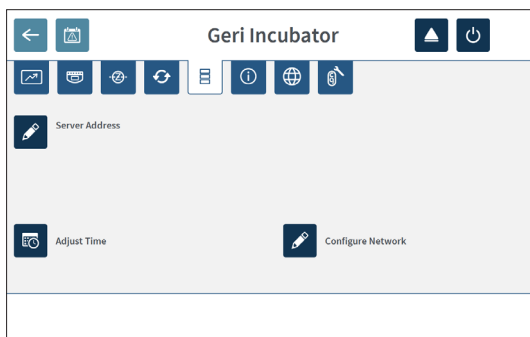 Geri Incubator
Server Address
Adjust Time
Configure Network